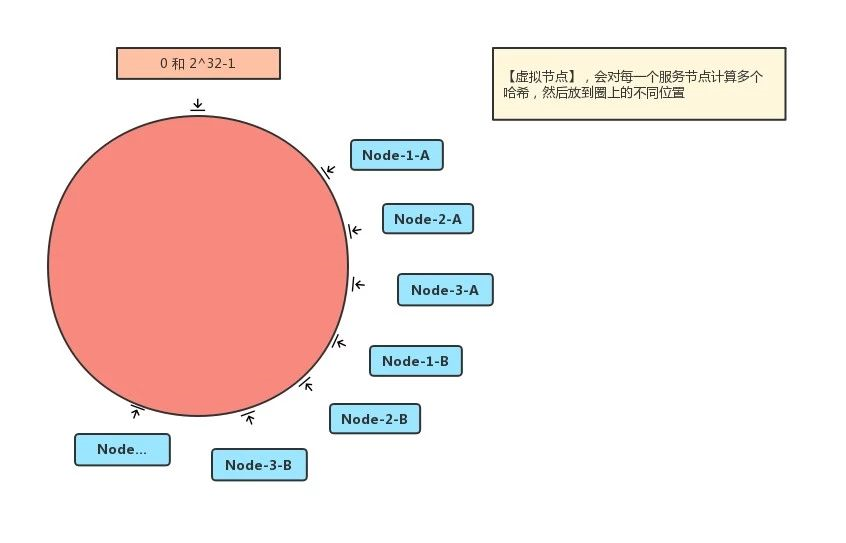 0 和 2^32-1
【虚拟节点】，会对每一个服务节点计算多个
哈希，然后放到圈上的不同位置
Node-1-A
Node-2-A
Node-3-A
Node-1-B
Node-2-B
Node...
Node-3-B